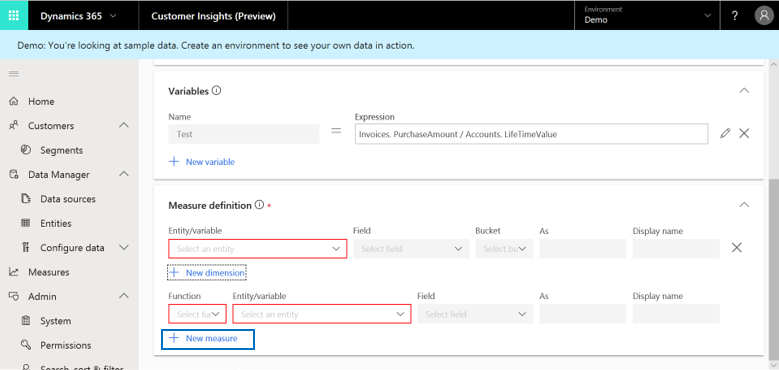 Dynamics 365 Customer Insights (Preview) Environment
Demo ?
Demo: You're looking at sample data. Create an environment to see your own data in action.
Home
Customers
Segments
Data Manager
Data sources
Entities
Configure data
Measures
Admin
System
Permissions
Search, sort & filter
Variables
Name Expression
Test = Invoices. PurchaseAmount / Accounts. LifeTimeValue
+ New variable
Measure definition *
Entity/variable Field Bucket As Display name
Select an entity Select field Select bu
+ New dimension
Function Entity/variable Field As Display name
Select fu Select an entity Select field
+ New measure